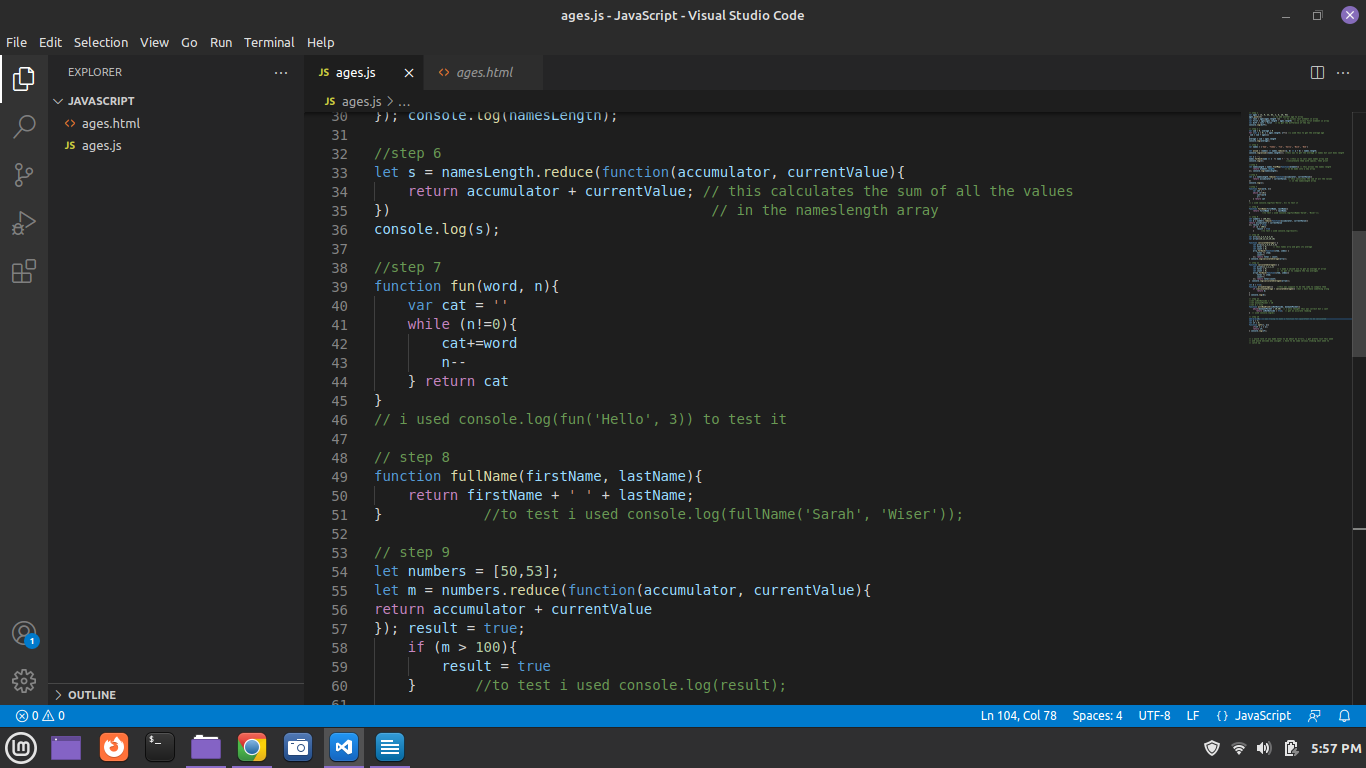 ages.js - JavaScript - Visual Studio Code
File Edit Selection View Go Run Terminal Help
EXPLORER
JS ages.js
ages.html
JAVASCRIPT
JS ages.js > ...
ages.html
JS ages.js
30 }); console.log(namesLength);
31
32 //step 6
33 let s = namesLength.reduce(function(accumulator, currentValue){
34     return accumulator + currentValue; // this calculates the sum of all the values
35 })                                      // in the nameslength array
36 console.log(s);
37
38 //step 7
39 function fun(word, n){
40     var cat = ''
41     while (n!=0){
42         cat+=word
43         n--
44     } return cat
45 }
46 // i used console.log(fun('Hello', 3)) to test it
47
48 // step 8
49 function fullName(firstName, lastName){
50     return firstName + ' ' + lastName;
51 }            //to test i used console.log(fullName('Sarah', 'Wiser'));
52
53 // step 9
54 let numbers = [50,53];
55 let m = numbers.reduce(function(accumulator, currentValue){
56 return accumulator + currentValue
57 }); result = true;
58     if (m > 100){
59         result = true
60     }       //to test i used console.log(result);
61
1
OUTLINE
0 0
Ln 104, Col 78 Spaces: 4 UTF-8 LF {} JavaScript
5:57 PM